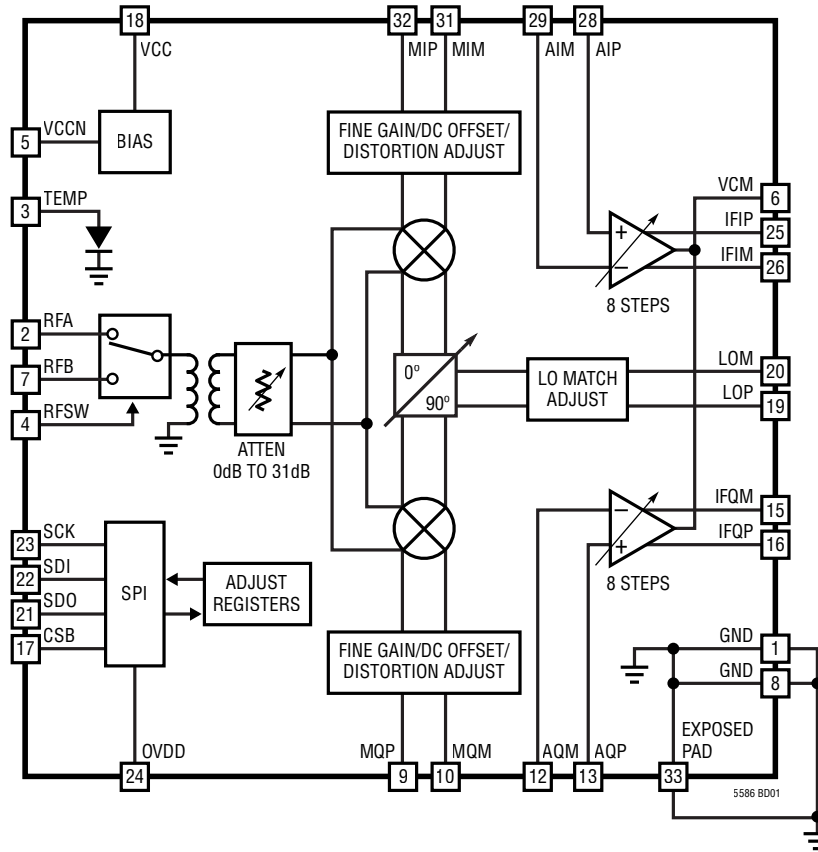 18
32
31
29
28
VCC
MIP
MIM
AIM
AIP
5
VCCN
BIAS
FINE GAIN/DC OFFSET/
DISTORTION ADJUST
3
TEMP
VCM
6
IFIP
25
IFIM
26
+
−
8 STEPS
2
RFA
7
RFB
4
RFSW
ATTEN
0dB TO 31dB
0º
90º
LO MATCH
ADJUST
LOM
20
LOP
19
IFQM
15
IFQP
16
−
+
8 STEPS
23
SCK
22
SDI
21
SDO
17
CSB
SPI
ADJUST
REGISTERS
FINE GAIN/DC OFFSET/
DISTORTION ADJUST
GND
1
GND
8
EXPOSED
PAD
OVDD
MQP
MQM
AQM
AQP
24
9
10
12
13
33
5586 BD01